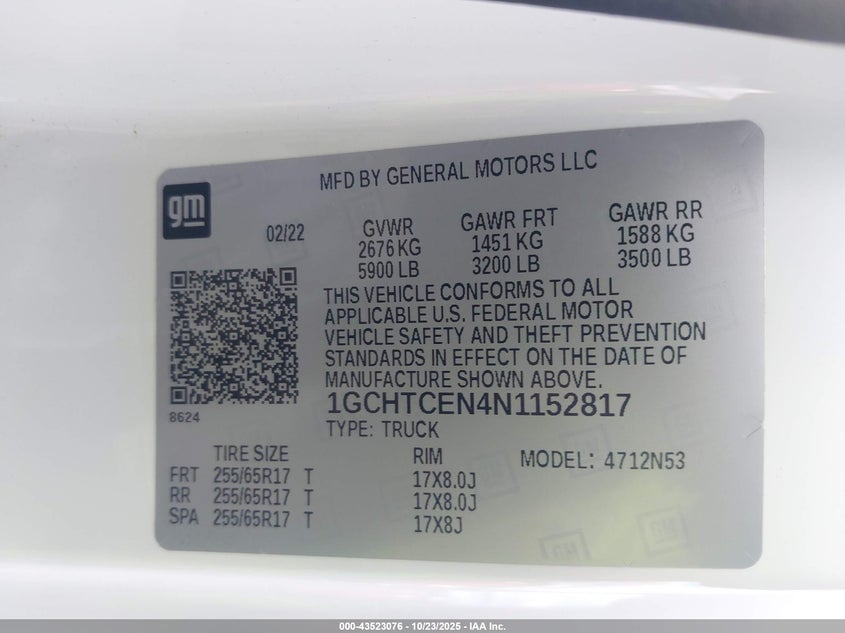 MFD BY GENERAL MOTORS LLC
gm
02/22
GVWR
2676 KG
5900 LB
GAWR FRT
1451 KG
3200 LB
GAWR RR
1588 KG
3500 LB
THIS VEHICLE CONFORMS TO ALL
APPLICABLE U.S. FEDERAL MOTOR
VEHICLE SAFETY AND THEFT PREVENTION
STANDARDS IN EFFECT ON THE DATE OF
MANUFACTURE SHOWN ABOVE.
8624
1GCHTCEN4N1152817
TYPE: TRUCK
TIRE SIZE
RIM
MODEL: 4712N53
FRT 255/65R17 T 17X8.0J
RR 255/65R17 T 17X8.0J
SPA 255/65R17 T 17X8J
GM
GM
000-43523076 - 10/23/2025 - IAA Inc.